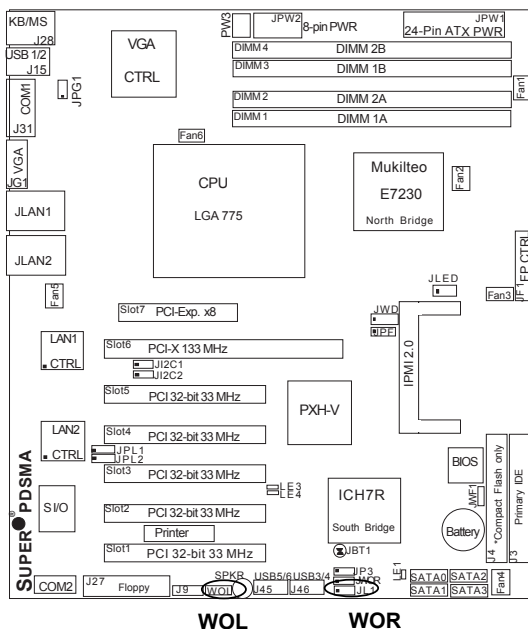 KB/MS
J28
USB 1/2
J15
COM1
J31
VGA
JG1
JLAN1
JLAN2
Fan5
JPG1
VGA
CTRL
PW3
JPW2
8-pin PWR
JPW1
24-Pin ATX PWR
DIMM 4 DIMM 2B
DIMM 3 DIMM 1B
DIMM 2 DIMM 2A
DIMM 1 DIMM 1A
Fan1
Fan6
CPU
LGA 775
Mukilteo
E7230
North Bridge
Fan2
FP CTRL
JF1
Fan3
JLED
JWD
JPF
IPMI 2.0
Slot7 PCI-Exp. x8
LAN1
CTRL
Slot6 PCI-X 133 MHz
JI2C1
JI2C2
Slot5 PCI 32-bit 33 MHz
PXH-V
LAN2
CTRL
Slot4 PCI 32-bit 33 MHz
JPL1
JPL2
Slot3 PCI 32-bit 33 MHz
LE3
LE4
BIOS
JWF1
J4 *Compact Flash only
Primary IDE
J3
S I/O
Slot2 PCI 32-bit 33 MHz
ICH7R
South Bridge
Printer
Battery
SUPER® PDSMA
Slot1 PCI 32-bit 33 MHz
JBT1
COM2
J27 Floppy
J9
SPKR
WOL
USB5/6
J45
USB3/4
J46
JP3
JWOR
JL1
LE1
SATA0
SATA1
SATA2
SATA3
Fan4
WOL WOR